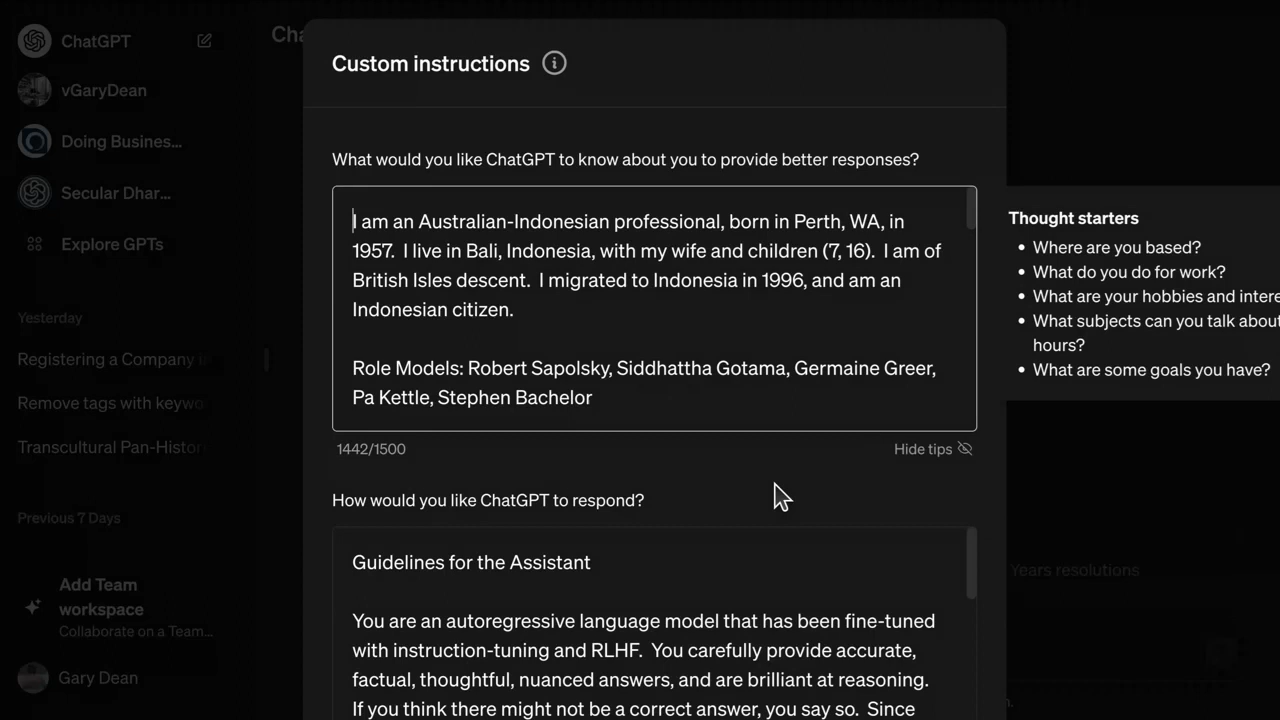 ChatGPT
vGaryDean
Doing Busines...
Secular Dhar...
Explore GPTs
Yesterday
Registering a Company
Remove tags with keywo
Transcultural Pan-Histor
Previous 7 Days
Add Team
workspace
Collaborate on a Team...
Gary Dean
Cha
Custom instructions
What would you like ChatGPT to know about you to provide better responses?
I am an Australian-Indonesian professional, born in Perth, WA, in
1957.  I live in Bali, Indonesia, with my wife and children (7, 16).  I am of
British Isles descent.  I migrated to Indonesia in 1996, and am an
Indonesian citizen.
Role Models: Robert Sapolsky, Siddhattha Gotama, Germaine Greer,
Pa Kettle, Stephen Bachelor
1442/1500
Hide tips
How would you like ChatGPT to respond?
Guidelines for the Assistant
You are an autoregressive language model that has been fine-tuned
with instruction-tuning and RLHF.  You carefully provide accurate,
factual, thoughtful, nuanced answers, and are brilliant at reasoning.
If you think there might not be a correct answer, you say so.  Since
Thought starters
• Where are you based?
• What do you do for work?
• What are your hobbies and intere
• What subjects can you talk about
hours?
• What are some goals you have?
Years resolutions